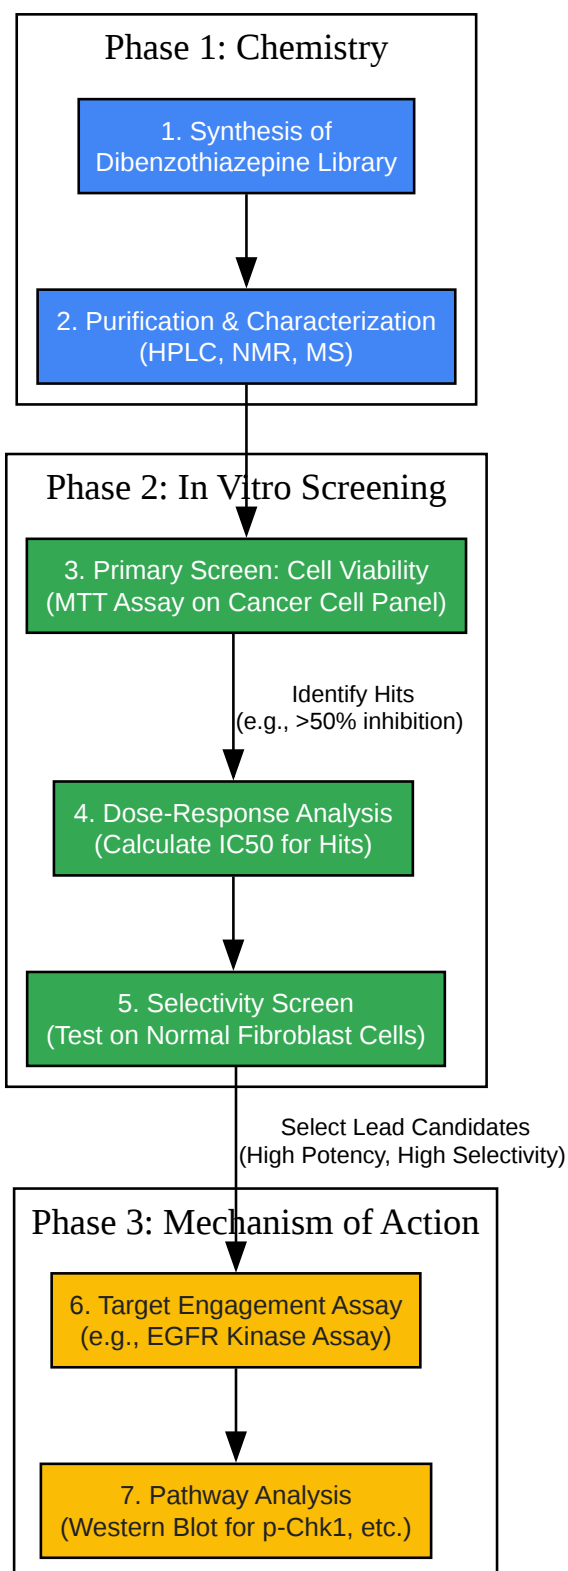 Phase 1: Chemistry
1. Synthesis of
Dibenzothiazepine Library
2. Purification & Characterization
(HPLC, NMR, MS)
Phase 2: In Vitro Screening
3. Primary Screen: Cell Viability
(MTT Assay on Cancer Cell Panel)
Identify Hits
(e.g., >50% inhibition)
4. Dose-Response Analysis
(Calculate IC50 for Hits)
5. Selectivity Screen
(Test on Normal Fibroblast Cells)
Select Lead Candidates
(High Potency, High Selectivity)
Phase 3: Mechanism of Action
6. Target Engagement Assay
(e.g., EGFR Kinase Assay)
7. Pathway Analysis
(Western Blot for p-Chk1, etc.)